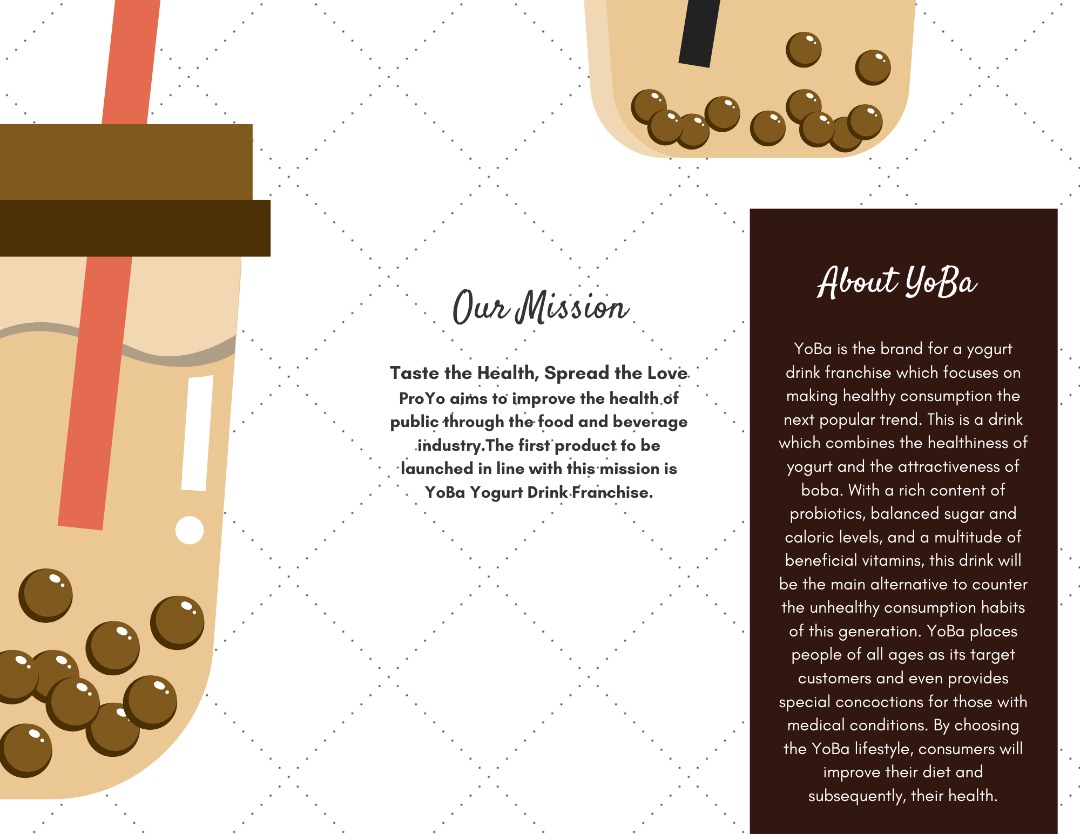 Our Mission
Taste the Health, Spread the Love
ProYo aims to improve the health of
public through the food and beverage
industry.The first product to be
launched in line with this mission is
YoBa Yogurt Drink Franchise.
About YoBa
YoBa is the brand for a yogurt
drink franchise which focuses on
making healthy consumption the
next popular trend. This is a drink
which combines the healthiness of
yogurt and the attractiveness of
boba. With a rich content of
probiotics, balanced sugar and
caloric levels, and a multitude of
beneficial vitamins, this drink will
be the main alternative to counter
the unhealthy consumption habits
of this generation. YoBa places
people of all ages as its target
customers and even provides
special concoctions for those with
medical conditions. By choosing
the YoBa lifestyle, consumers will
improve their diet and
subsequently, their health.